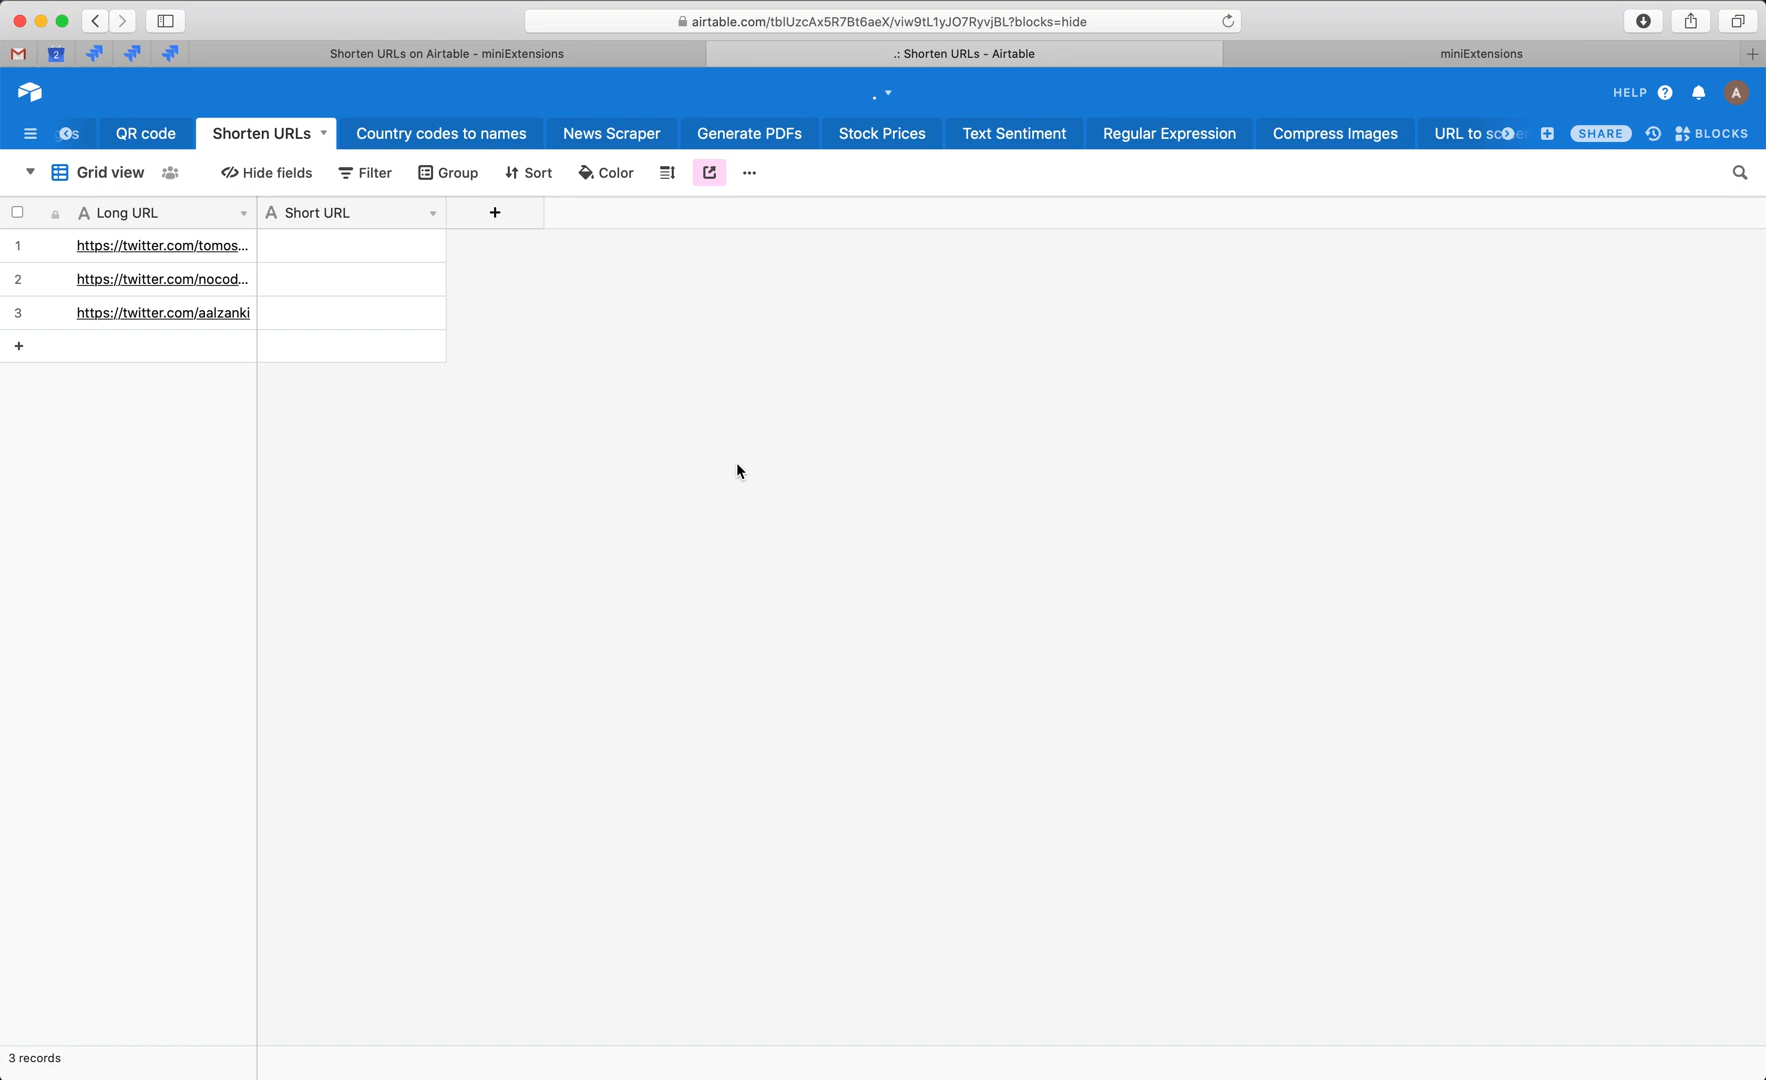 airtable.com/tblUzcAx5R7Bt6aeX/viw9tL1yJO7RyvjBL?blocks=hide
2
Shorten URLs on Airtable - miniExtensions
.: Shorten URLs - Airtable
miniExtensions
.
HELP
A
QR code
Shorten URLs
Country codes to names
News Scraper
Generate PDFs
Stock Prices
Text Sentiment
Regular Expression
Compress Images
URL to
SHARE
BLOCKS
Grid view
Hide fields
Filter
Group
Sort
Color
Long URL
Short URL
1 https://twitter.com/tomos...
2 https://twitter.com/nocod...
3 https://twitter.com/aalzanki
3 records